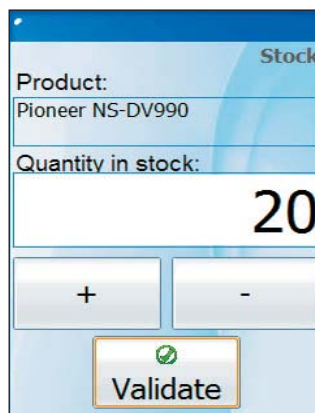 Stock
Product:
Pioneer NS-DV990
Quantity in stock:
20
+ -
Validate